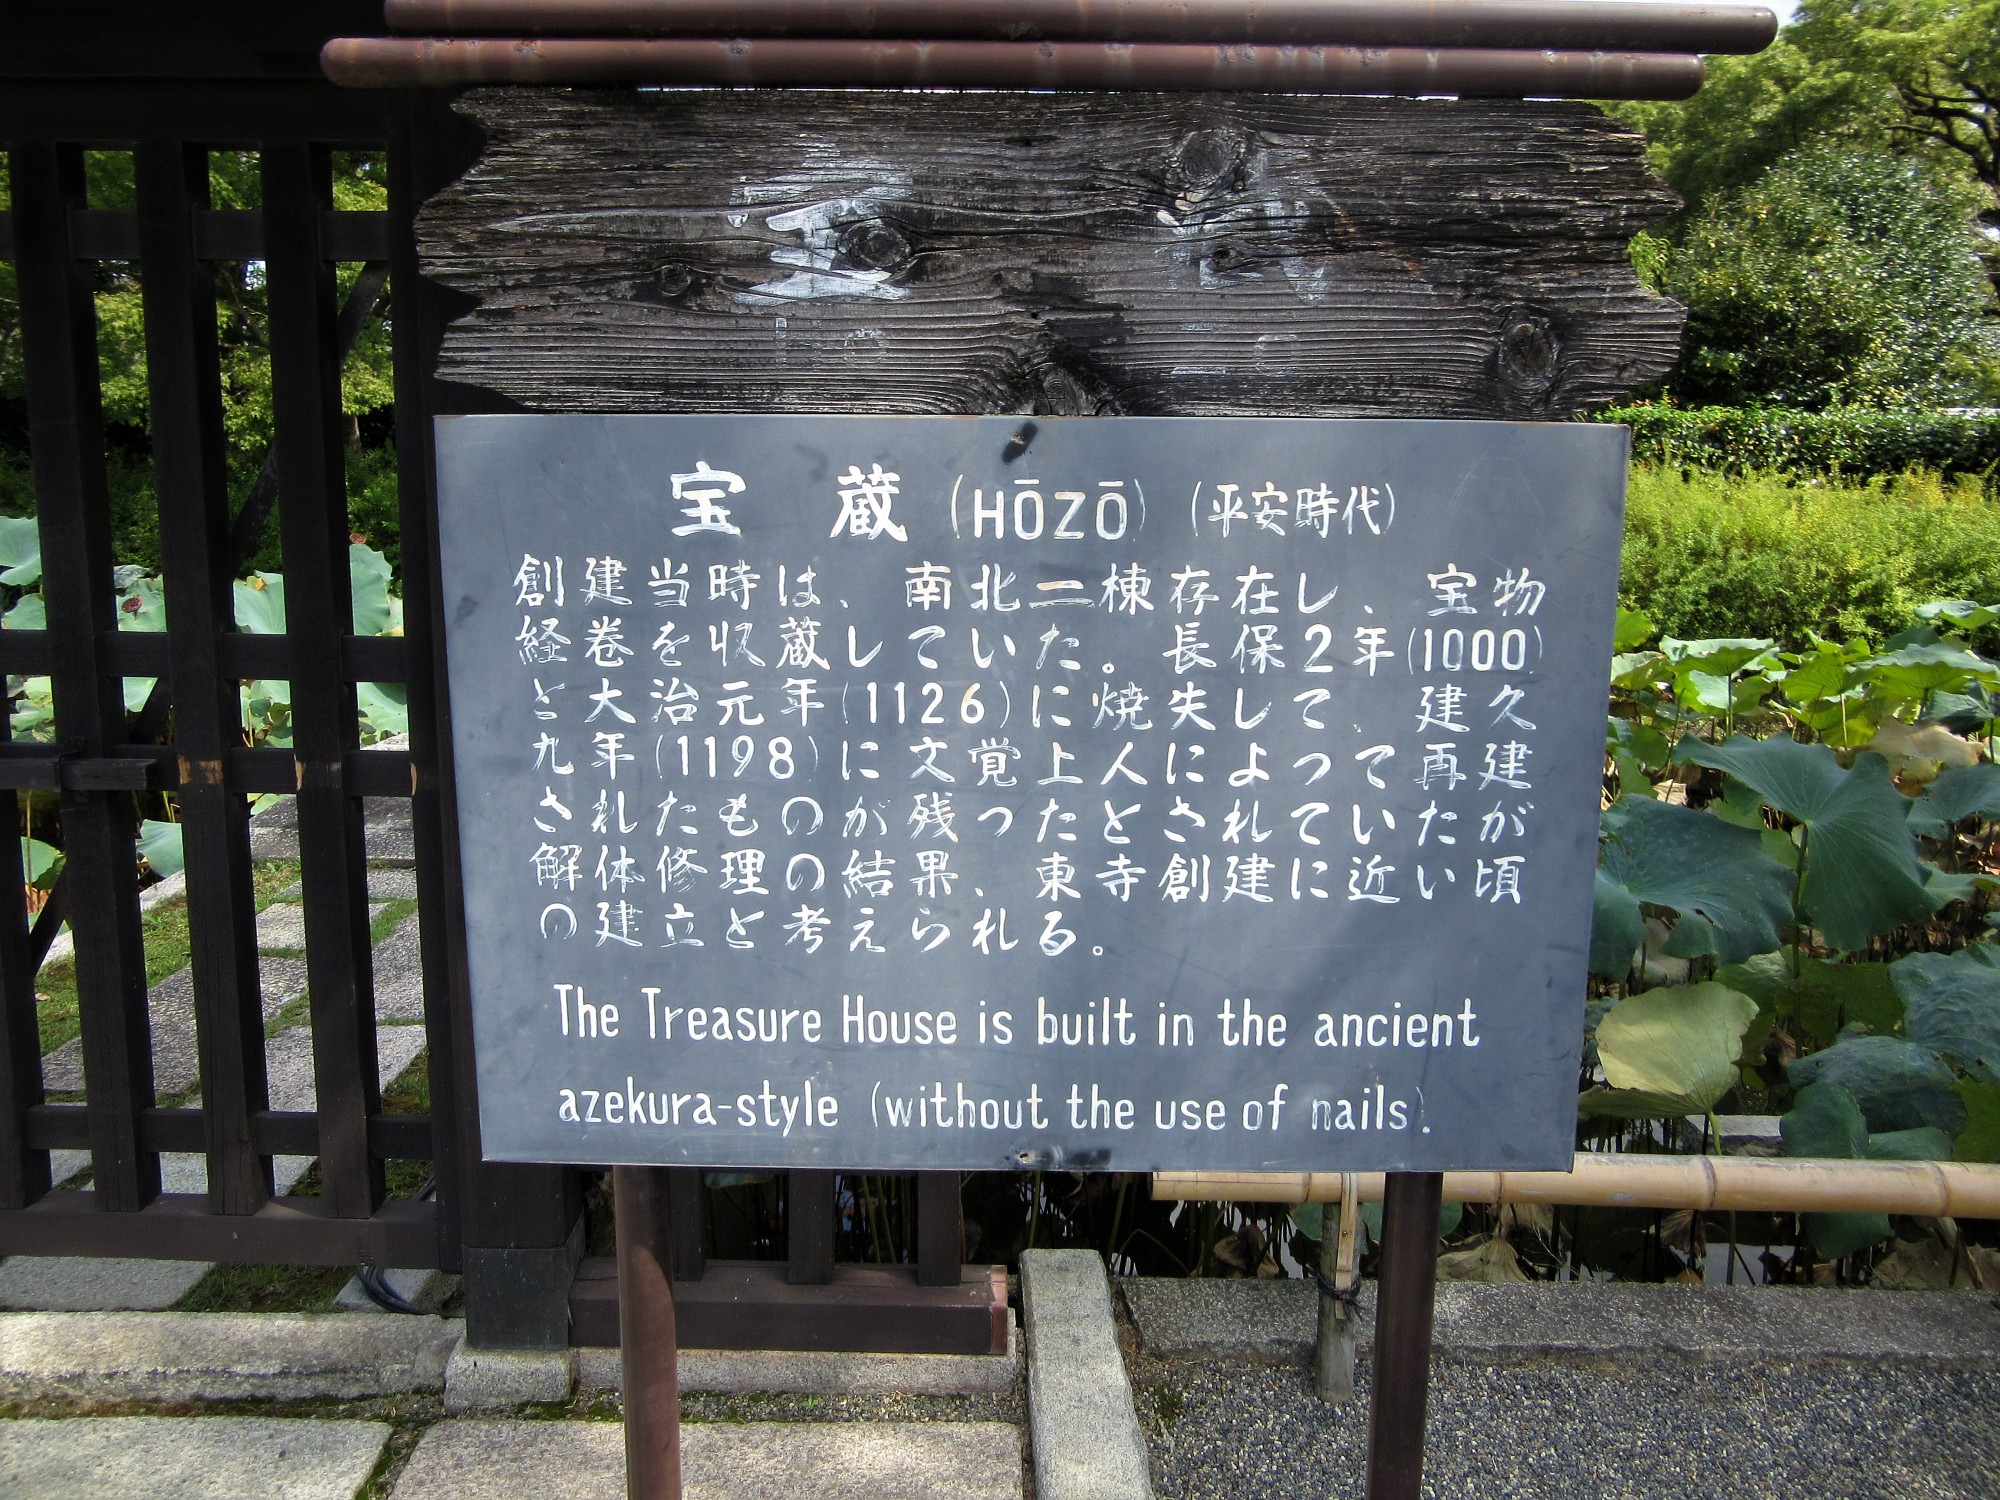 宝 蔵 (HŌZŌ) (平安時代)
創建当時は、南北二棟存在し、宝物
経巻を収蔵していた。長保2年(1000)
と大治元年(1126)に焼失して、建久
九年(1198)に文覚上人によって再建
されたものが残ったとされていたが
解体修理の結果、東寺創建に近い頃
の建立と考えられる。
The Treasure House is built in the ancient
azekura-style (without the use of nails).